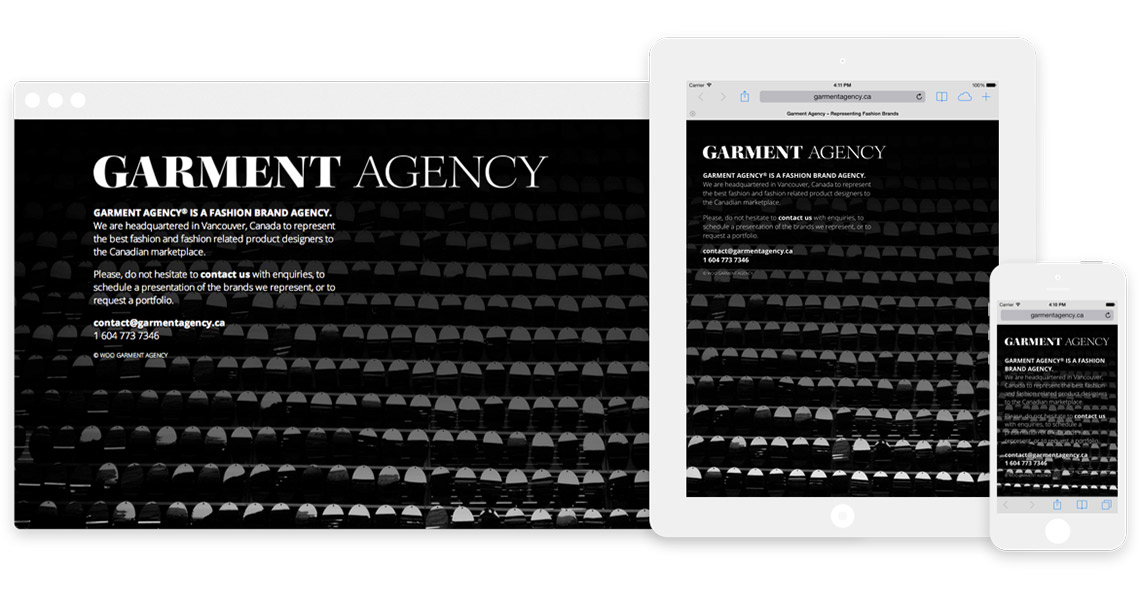 GARMENT AGENCY
GARMENT AGENCY® IS A FASHION BRAND AGENCY.
We are headquartered in Vancouver, Canada to represent
the best fashion and fashion related product designers to
the Canadian marketplace.
Please, do not hesitate to contact us with enquiries, to
schedule a presentation of the brands we represent, or to
request a portfolio.
contact@garmentagency.ca
1 604 773 7346
© WOO GARMENT AGENCY
Carrier 4:11 PM 100%
garmentagency.ca
Garment Agency – Representing Fashion Brands
GARMENT AGENCY
GARMENT AGENCY® IS A FASHION BRAND AGENCY.
We are headquartered in Vancouver, Canada to represent
the best fashion and fashion related product designers to
the Canadian marketplace.
Please, do not hesitate to contact us with enquiries, to
schedule a presentation of the brands we represent, or to
request a portfolio.
contact@garmentagency.ca
1 604 773 7346
© WOO GARMENT AGENCY
Carrier 4:10 PM
garmentagency.ca
GARMENT AGENCY
GARMENT AGENCY® IS A FASHION
BRAND AGENCY.
We are headquartered in Vancouver,
Canada to represent the best fashion
and fashion related product designers
to the Canadian marketplace.
Please, do not hesitate to contact us
with enquiries, to schedule a
presentation of the brands we
represent, or to request a portfolio.
contact@garmentagency.ca
1 604 773 7346